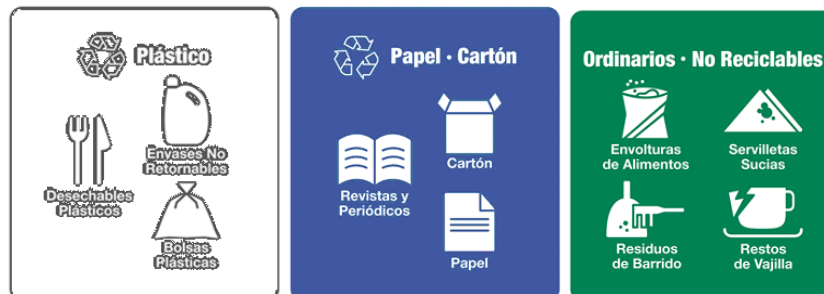 Plástico
Envases No
Retornables
Desechables
Plásticos
Bolsas
Plásticas
Papel · Cartón
Cartón
Revistas y
Periódicos
Papel
Ordinarios · No Reciclables
Envolturas
de Alimentos
Servilletas
Sucias
Residuos
de Barrido
Restos
de Vajilla